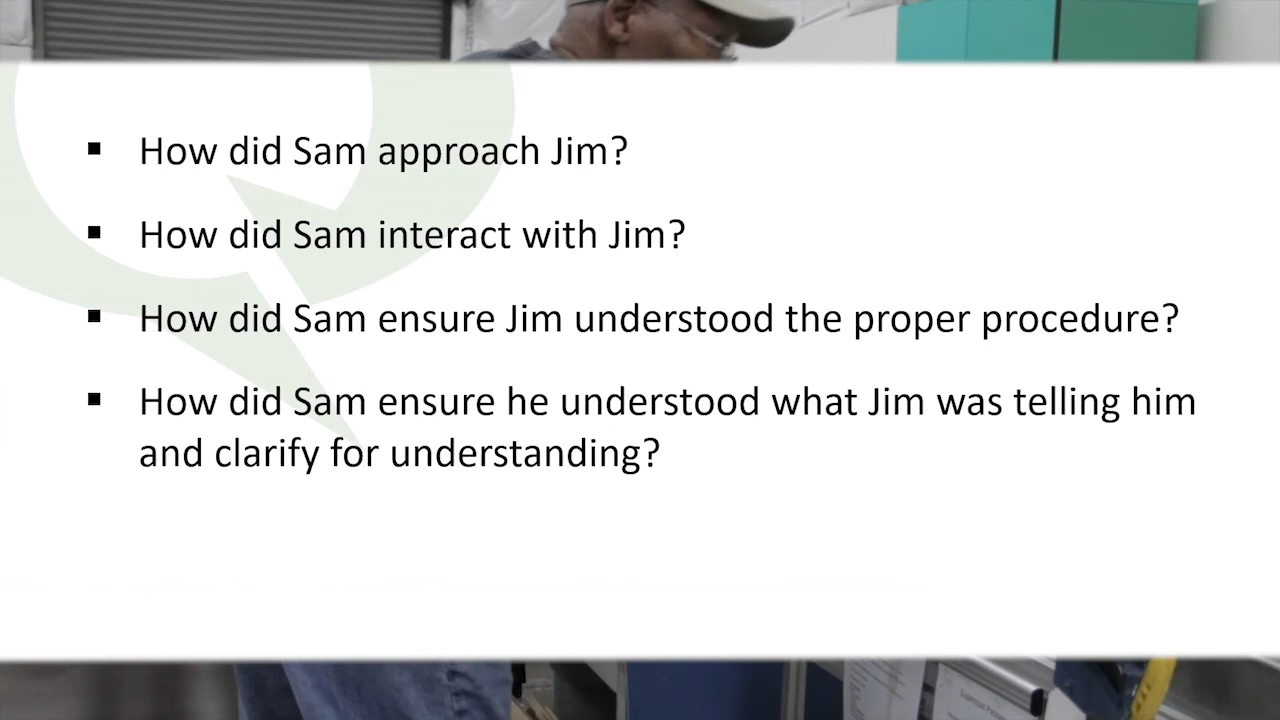 ▪ How did Sam approach Jim?
▪ How did Sam interact with Jim?
▪ How did Sam ensure Jim understood the proper procedure?
▪ How did Sam ensure he understood what Jim was telling him
and clarify for understanding?